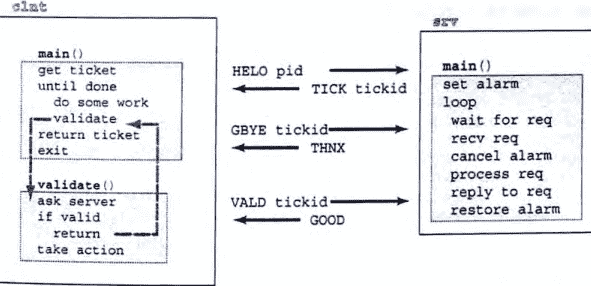 clnt
main()
get ticket
until done
do some work
validate
return ticket
exit
validate()
ask server
if valid
return
take action
HELO pid
TICK tickid
GBYE tickid
THNX
VALD tickid
GOOD
srv
main()
set alarm
loop
wait for req
recv req
cancel alarm
process req
reply to req
restore alarm